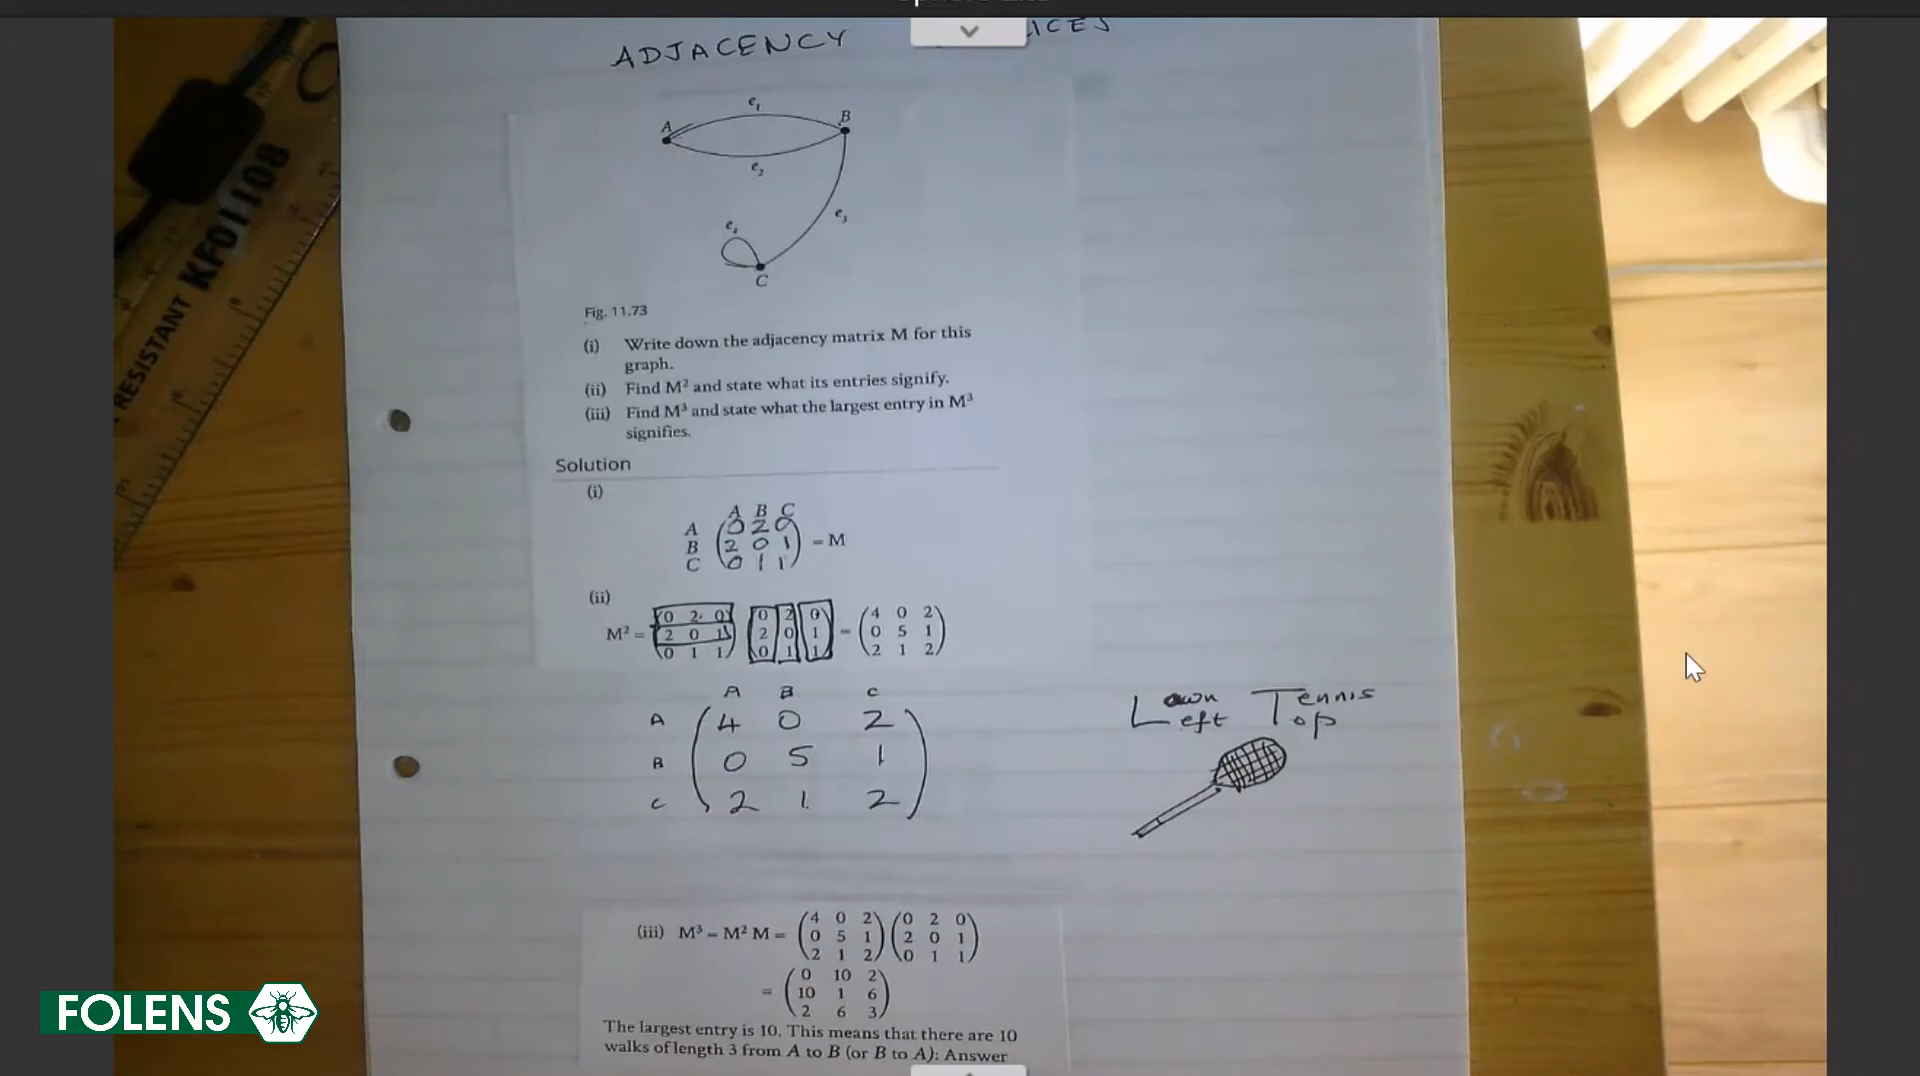 ADJACENCY
e₁
A
B
e₂
e₃
e₄
C
Fig. 11.73
(i) Write down the adjacency matrix M for this
graph.
(ii) Find M² and state what its entries signify.
(iii) Find M³ and state what the largest entry in M³
signifies.
Solution
(i)
A B C
A 0 2 0
B 2 0 1 = M
C 0 1 1
(ii)
0 2 0 0 2 0 4 0 2
M² = 2 0 1 2 0 1 = 0 5 1
0 1 1 0 1 1 2 1 2
A B C
A 4 0 2
B 0 5 1
C 2 1 2
Lawn Tennis
Left Top
4 0 2 0 2 0
(iii) M³ = M² M = 0 5 1 2 0 1
2 1 2 0 1 1
0 10 2
= 10 1 6
2 6 3
The largest entry is 10. This means that there are 10
walks of length 3 from A to B (or B to A): Answer
RESISTANT KF01108
FOLENS